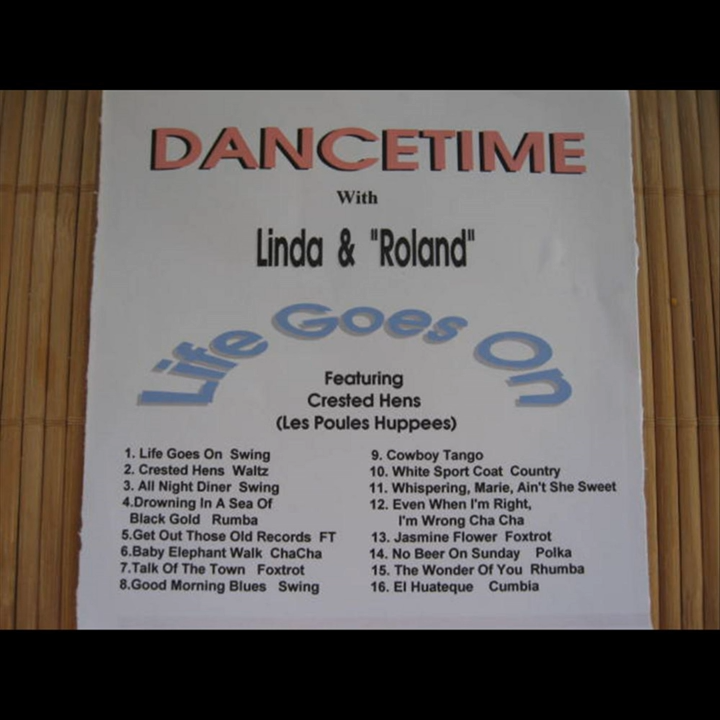 DANCETIME
With
Linda & "Roland"
Life Goes On
Featuring
Crested Hens
(Les Poules Huppees)
1. Life Goes On Swing
2. Crested Hens Waltz
3. All Night Diner Swing
4.Drowning In A Sea Of
Black Gold Rumba
5.Get Out Those Old Records FT
6.Baby Elephant Walk ChaCha
7.Talk Of The Town Foxtrot
8.Good Morning Blues Swing
9. Cowboy Tango
10. White Sport Coat Country
11. Whispering, Marie, Ain't She Sweet
12. Even When I'm Right,
I'm Wrong Cha Cha
13. Jasmine Flower Foxtrot
14. No Beer On Sunday Polka
15. The Wonder Of You Rhumba
16. El Huateque Cumbia